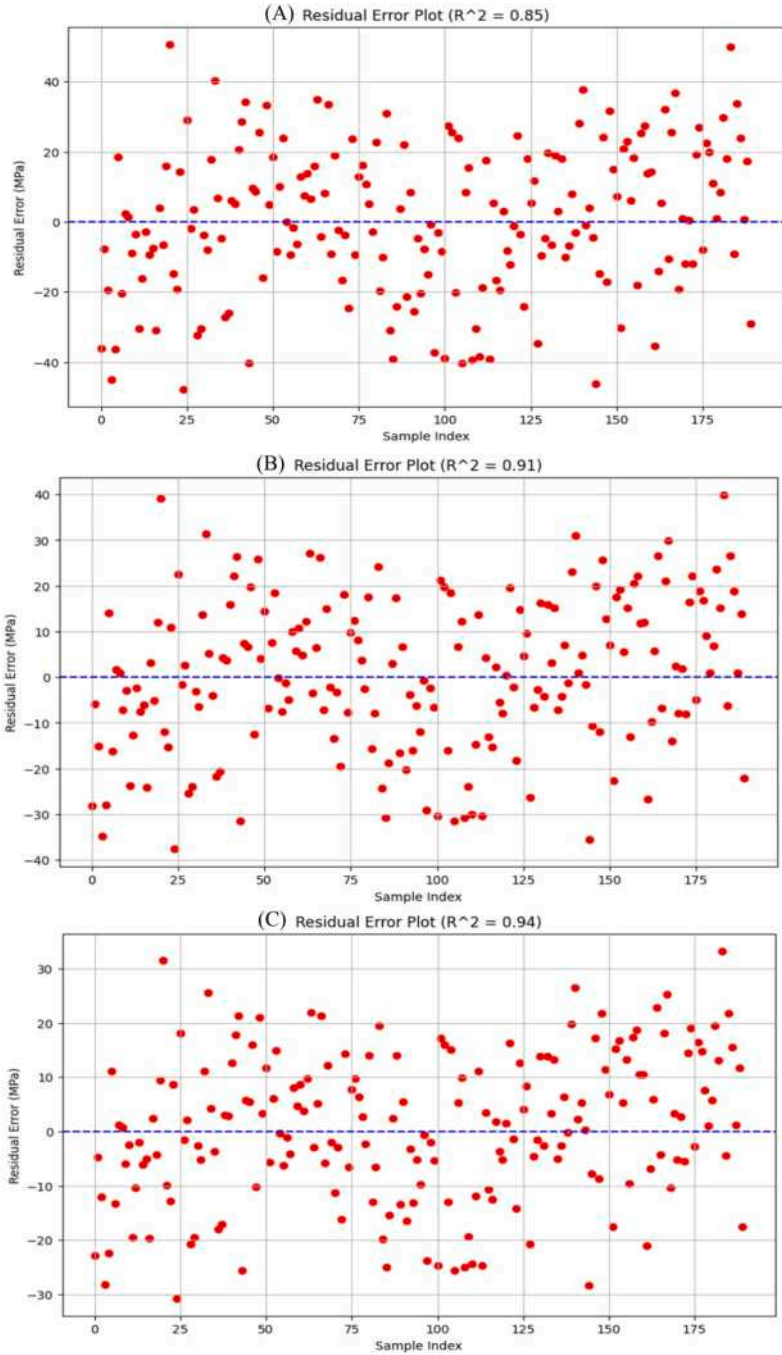 (A) Residual Error Plot (R^2 = 0.85)
Residual Error (MPa)
40
20
0
−20
−40
0 25 50 75 100 125 150 175
Sample Index
(B) Residual Error Plot (R^2 = 0.91)
Residual Error (MPa)
40
30
20
10
0
−10
−20
−30
−40
0 25 50 75 100 125 150 175
Sample Index
(C) Residual Error Plot (R^2 = 0.94)
Residual Error (MPa)
30
20
10
0
−10
−20
−30
0 25 50 75 100 125 150 175
Sample Index